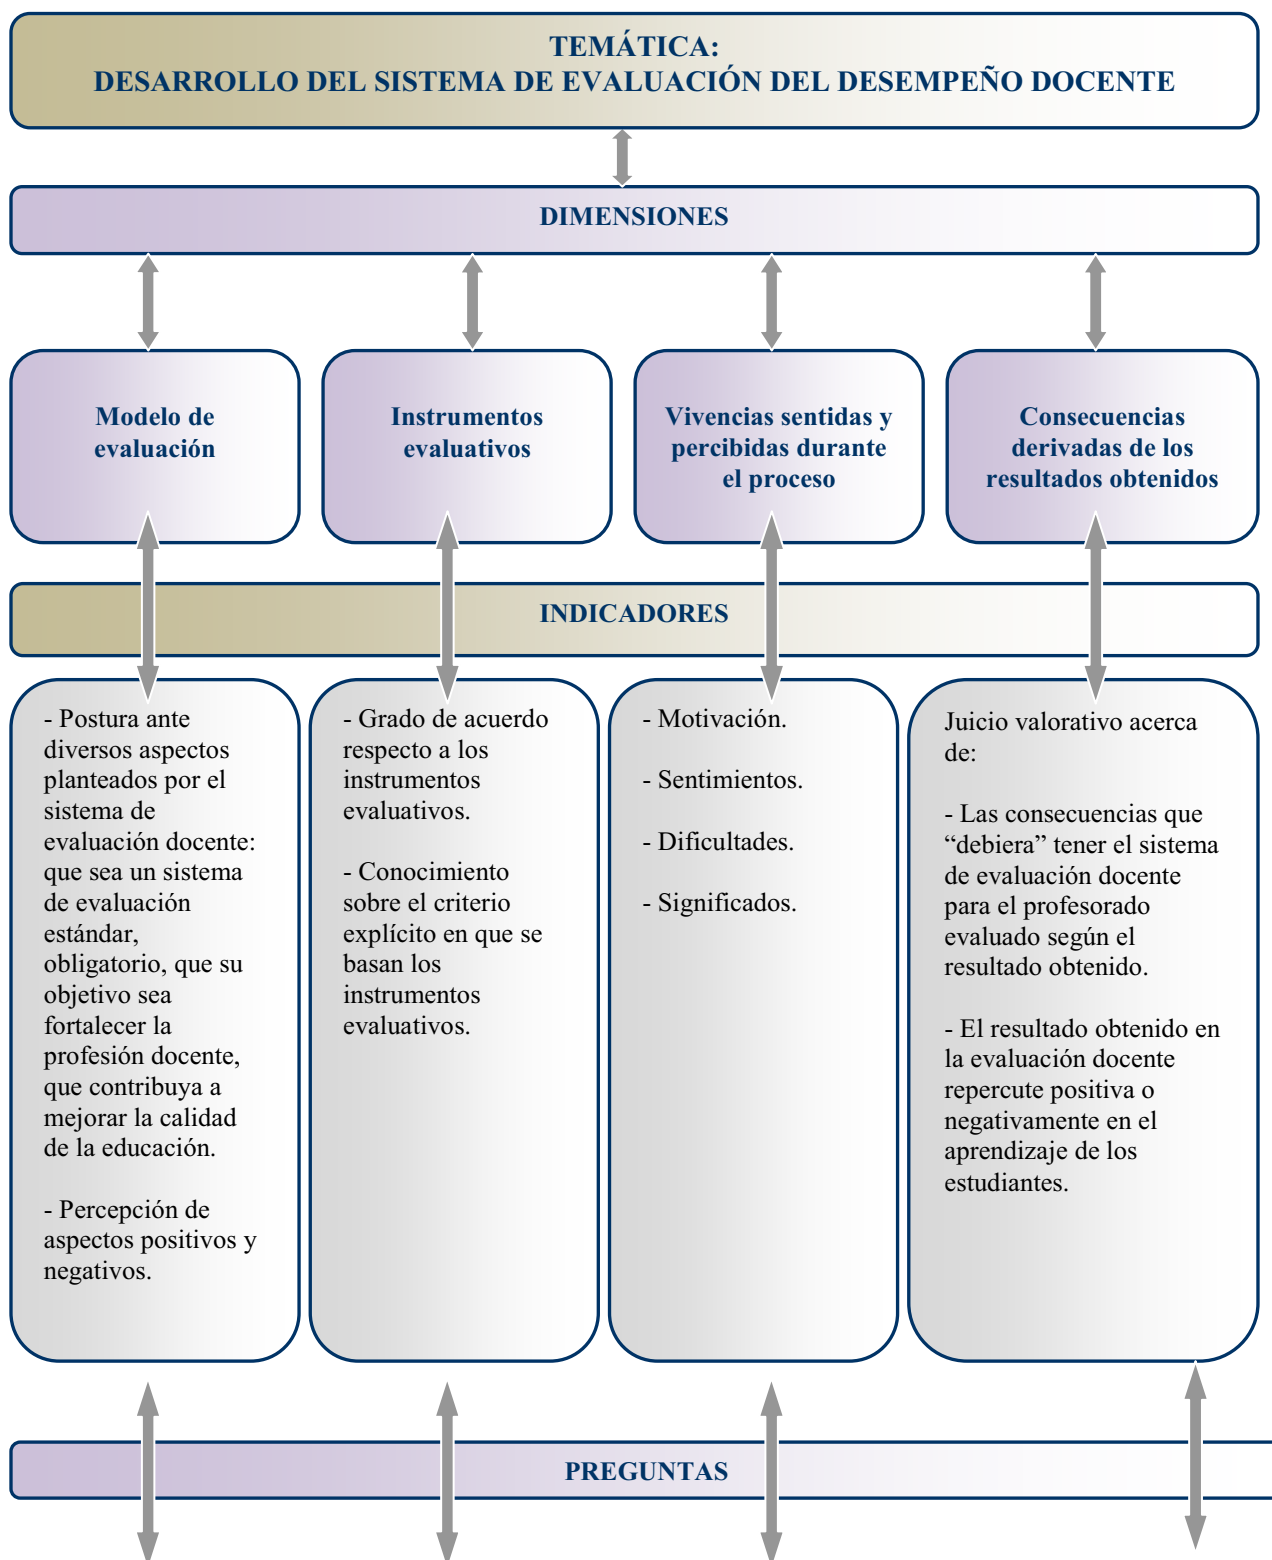 TEMÁTICA:
DESARROLLO DEL SISTEMA DE EVALUACIÓN DEL DESEMPEÑO DOCENTE
DIMENSIONES
Modelo de
evaluación
Instrumentos
evaluativos
Vivencias sentidas y
percibidas durante
el proceso
Consecuencias
derivadas de los
resultados obtenidos
INDICADORES
- Postura ante
diversos aspectos
planteados por el
sistema de
evaluación docente:
que sea un sistema
de evaluación
estándar,
obligatorio, que su
objetivo sea
fortalecer la
profesión docente,
que contribuya a
mejorar la calidad
de la educación.
- Percepción de
aspectos positivos y
negativos.
- Grado de acuerdo
respecto a los
instrumentos
evaluativos.
- Conocimiento
sobre el criterio
explícito en que se
basan los
instrumentos
evaluativos.
- Motivación.
- Sentimientos.
- Dificultades.
- Significados.
Juicio valorativo acerca
de:
- Las consecuencias que
“debiera” tener el sistema
de evaluación docente
para el profesorado
evaluado según el
resultado obtenido.
- El resultado obtenido en
la evaluación docente
repercute positiva o
negativamente en el
aprendizaje de los
estudiantes.
PREGUNTAS